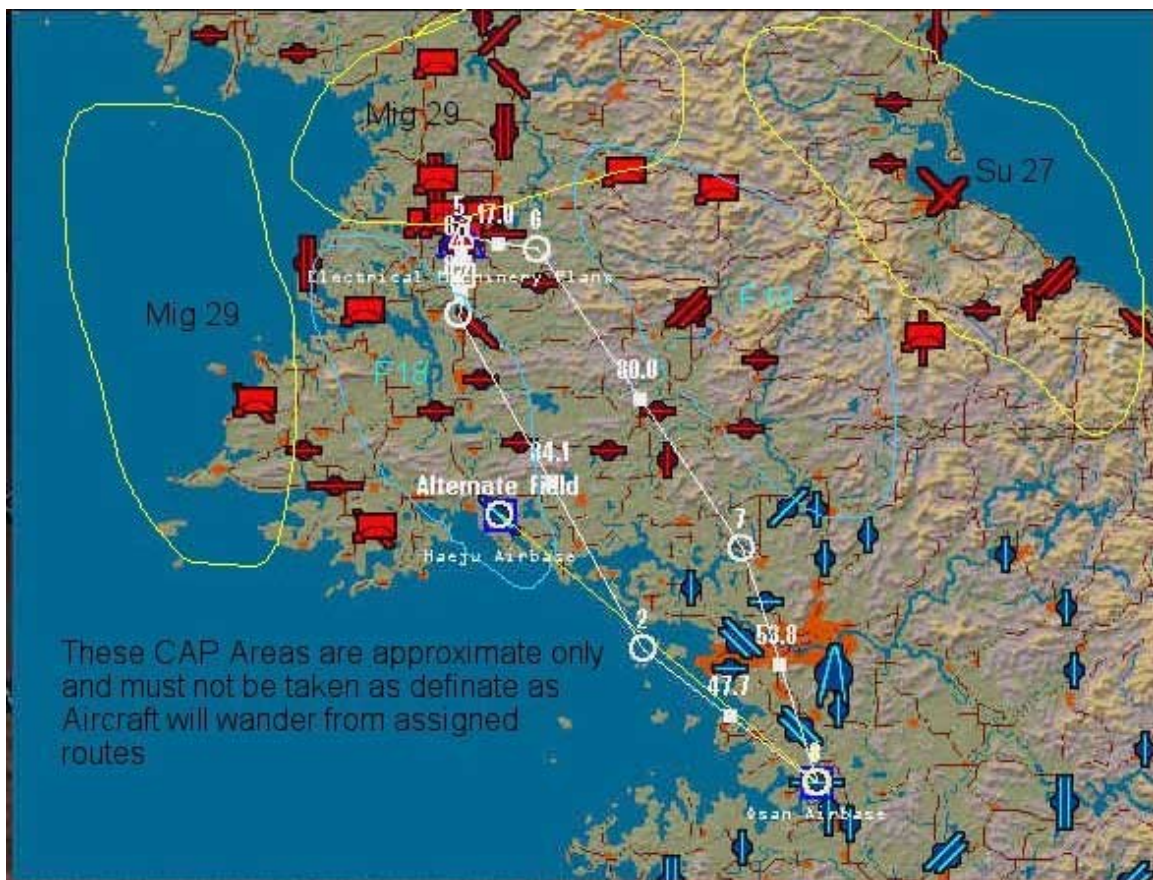 Mig 29
Su 27
5
17.0
6
Electrical Machinery Plant
Mig 29
F18
80.0
84.1
Alternate Field
Haeju Airbase
7
2
53.8
47.7
These CAP Areas are approximate only
and must not be taken as definate as
Aircraft will wander from assigned
routes
Osan Airbase